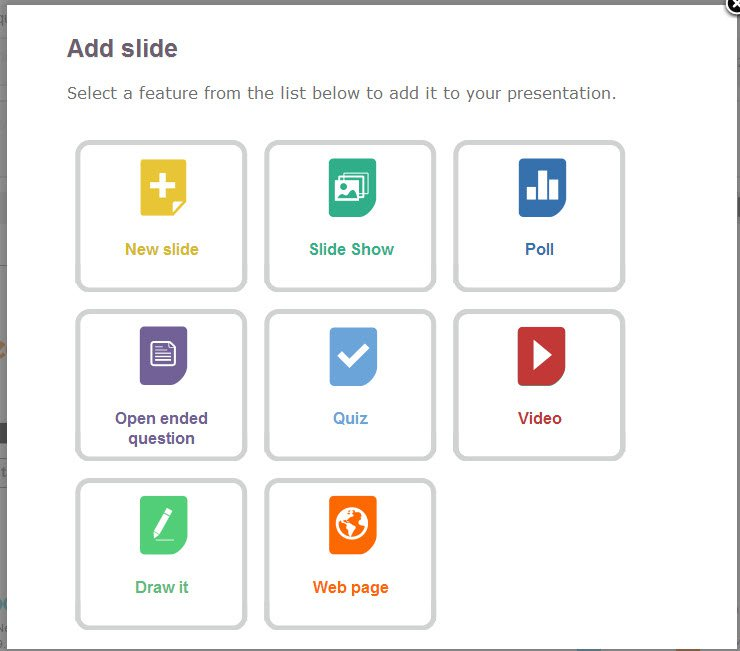 Add slide
Select a feature from the list below to add it to your presentation.
New slide
Slide Show
Poll
Open ended
question
Quiz
Video
Draw it
Web page